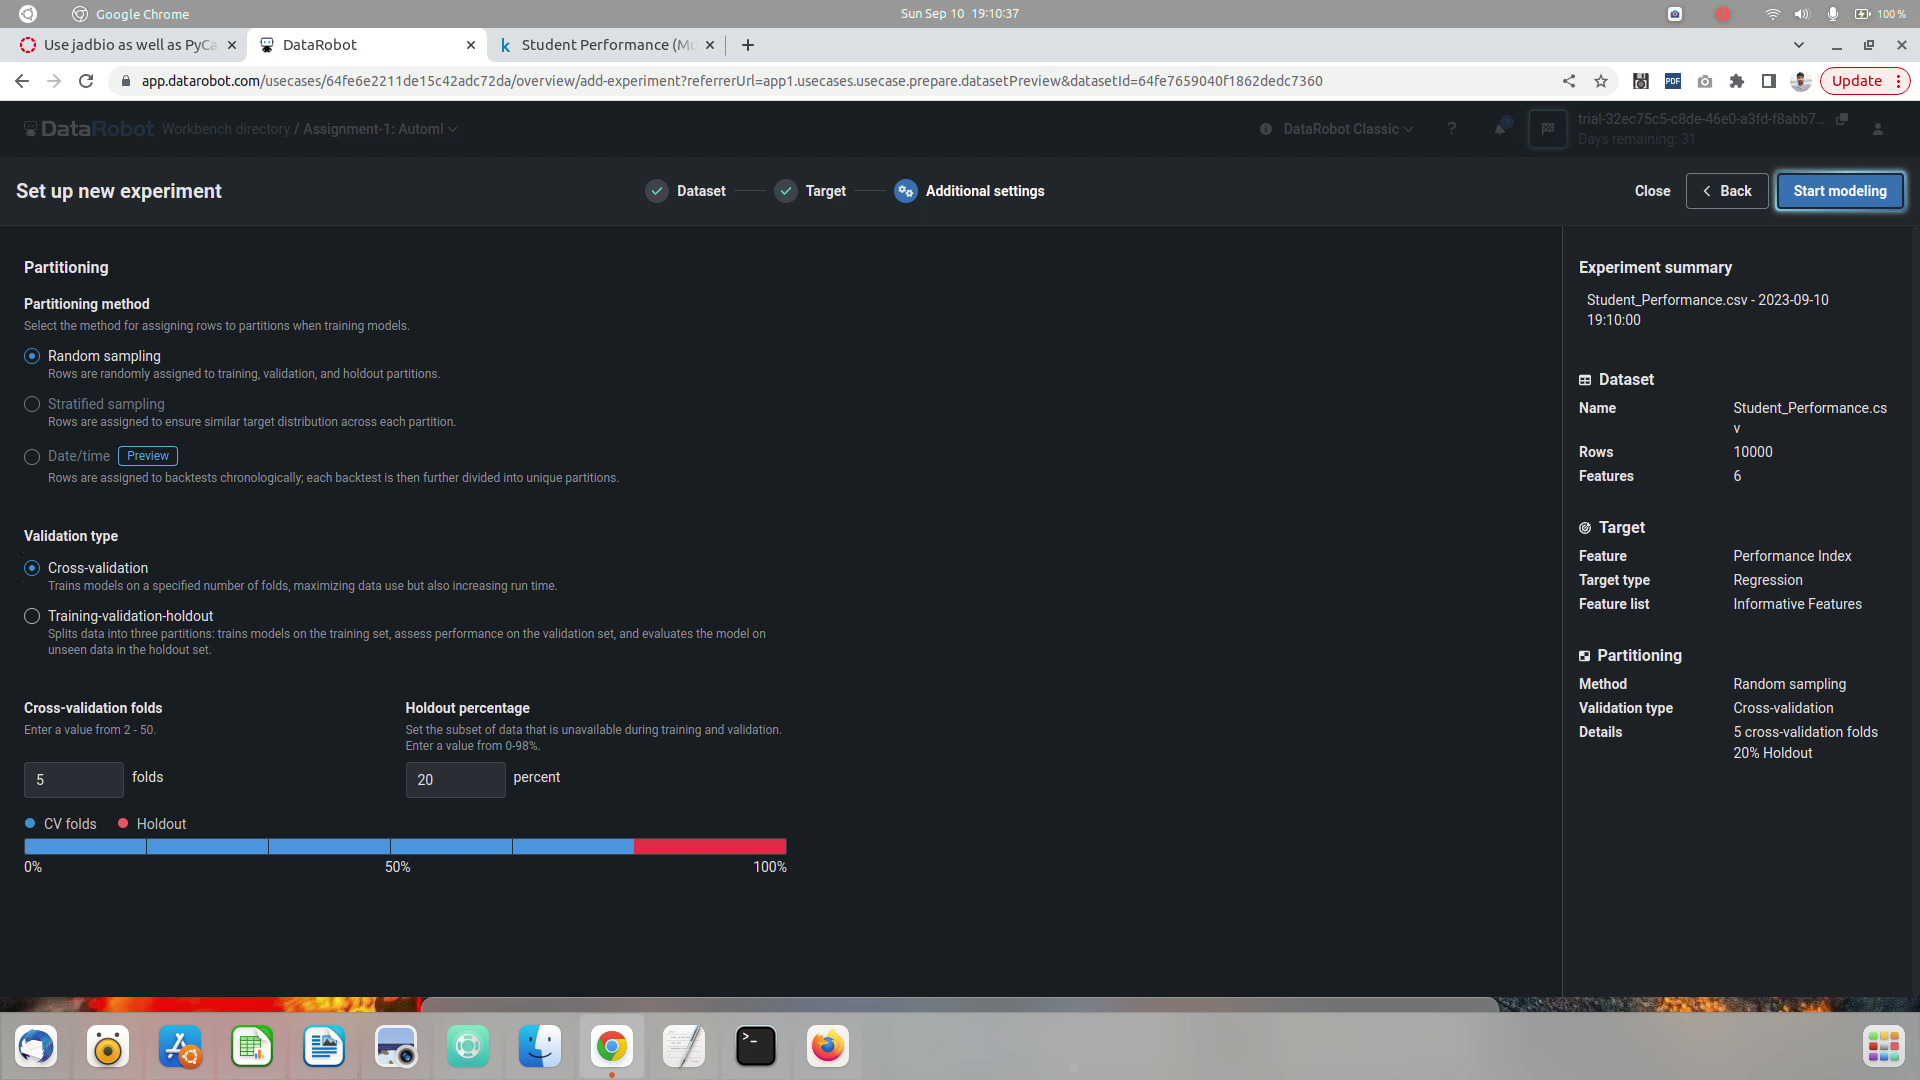 Google Chrome
Sun Sep 10 19:10:37
100 %
Use jadbio as well as PyCa
DataRobot
Student Performance (Mu
app.datarobot.com/usecases/64fe6e2211de15c42adc72da/overview/add-experiment?referrerUrl=app1.usecases.usecase.prepare.datasetPreview&datasetId=64fe7659040f1862dedc7360
PDF
Update
DataRobot Workbench directory / Assignment-1: Automl
DataRobot Classic
?
1
trial-32ec75c5-c8de-46e0-a3fd-f8abb7...
Days remaining: 31
Set up new experiment
Dataset
Target
Additional settings
Close
Back
Start modeling
Partitioning
Partitioning method
Select the method for assigning rows to partitions when training models.
Random sampling
Rows are randomly assigned to training, validation, and holdout partitions.
Stratified sampling
Rows are assigned to ensure similar target distribution across each partition.
Date/time Preview
Rows are assigned to backtests chronologically; each backtest is then further divided into unique partitions.
Validation type
Cross-validation
Trains models on a specified number of folds, maximizing data use but also increasing run time.
Training-validation-holdout
Splits data into three partitions: trains models on the training set, assess performance on the validation set, and evaluates the model on
unseen data in the holdout set.
Cross-validation folds
Enter a value from 2 - 50.
5 folds
Holdout percentage
Set the subset of data that is unavailable during training and validation.
Enter a value from 0-98%.
20 percent
CV folds
Holdout
0% 50% 100%
Experiment summary
Student_Performance.csv - 2023-09-10
19:10:00
Dataset
Name Student_Performance.cs
v
Rows 10000
Features 6
Target
Feature Performance Index
Target type Regression
Feature list Informative Features
Partitioning
Method Random sampling
Validation type Cross-validation
Details 5 cross-validation folds
20% Holdout